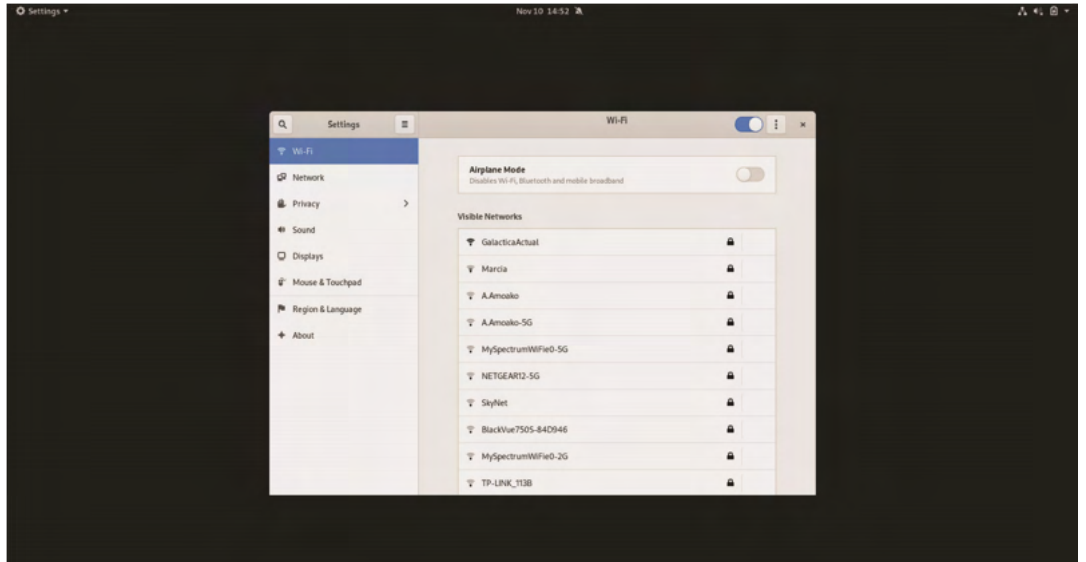 Settings
Nov 10 14:52
Settings
Wi-Fi
Wi-Fi
Network
Privacy
Sound
Displays
Mouse & Touchpad
Region & Language
About
Airplane Mode
Disables Wi-Fi, Bluetooth and mobile broadband
Visible Networks
GalacticaActual
Marcia
A.Amoako
A.Amoako-5G
MySpectrumWiFie0-5G
NETGEAR12-5G
SkyNet
BlackVue750S-84D946
MySpectrumWiFie0-2G
TP-LINK_113B